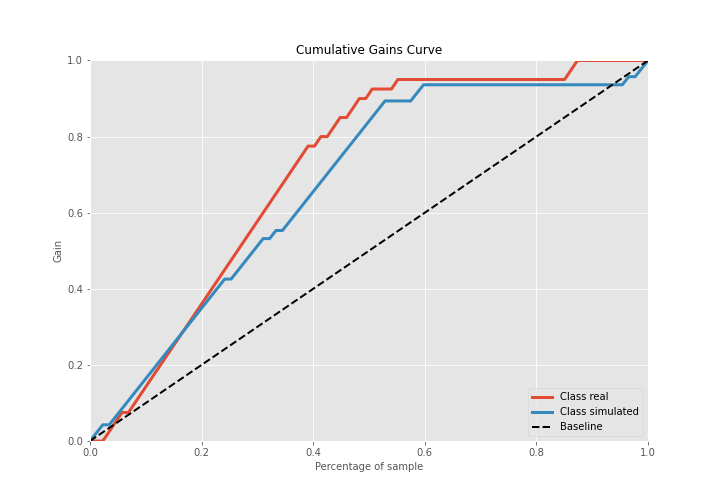 Cumulative Gains Curve
1.0
0.8
0.6
0.4
0.2
0.0
Gain
0.0 0.2 0.4 0.6 0.8 1.0
Percentage of sample
Class real
Class simulated
Baseline